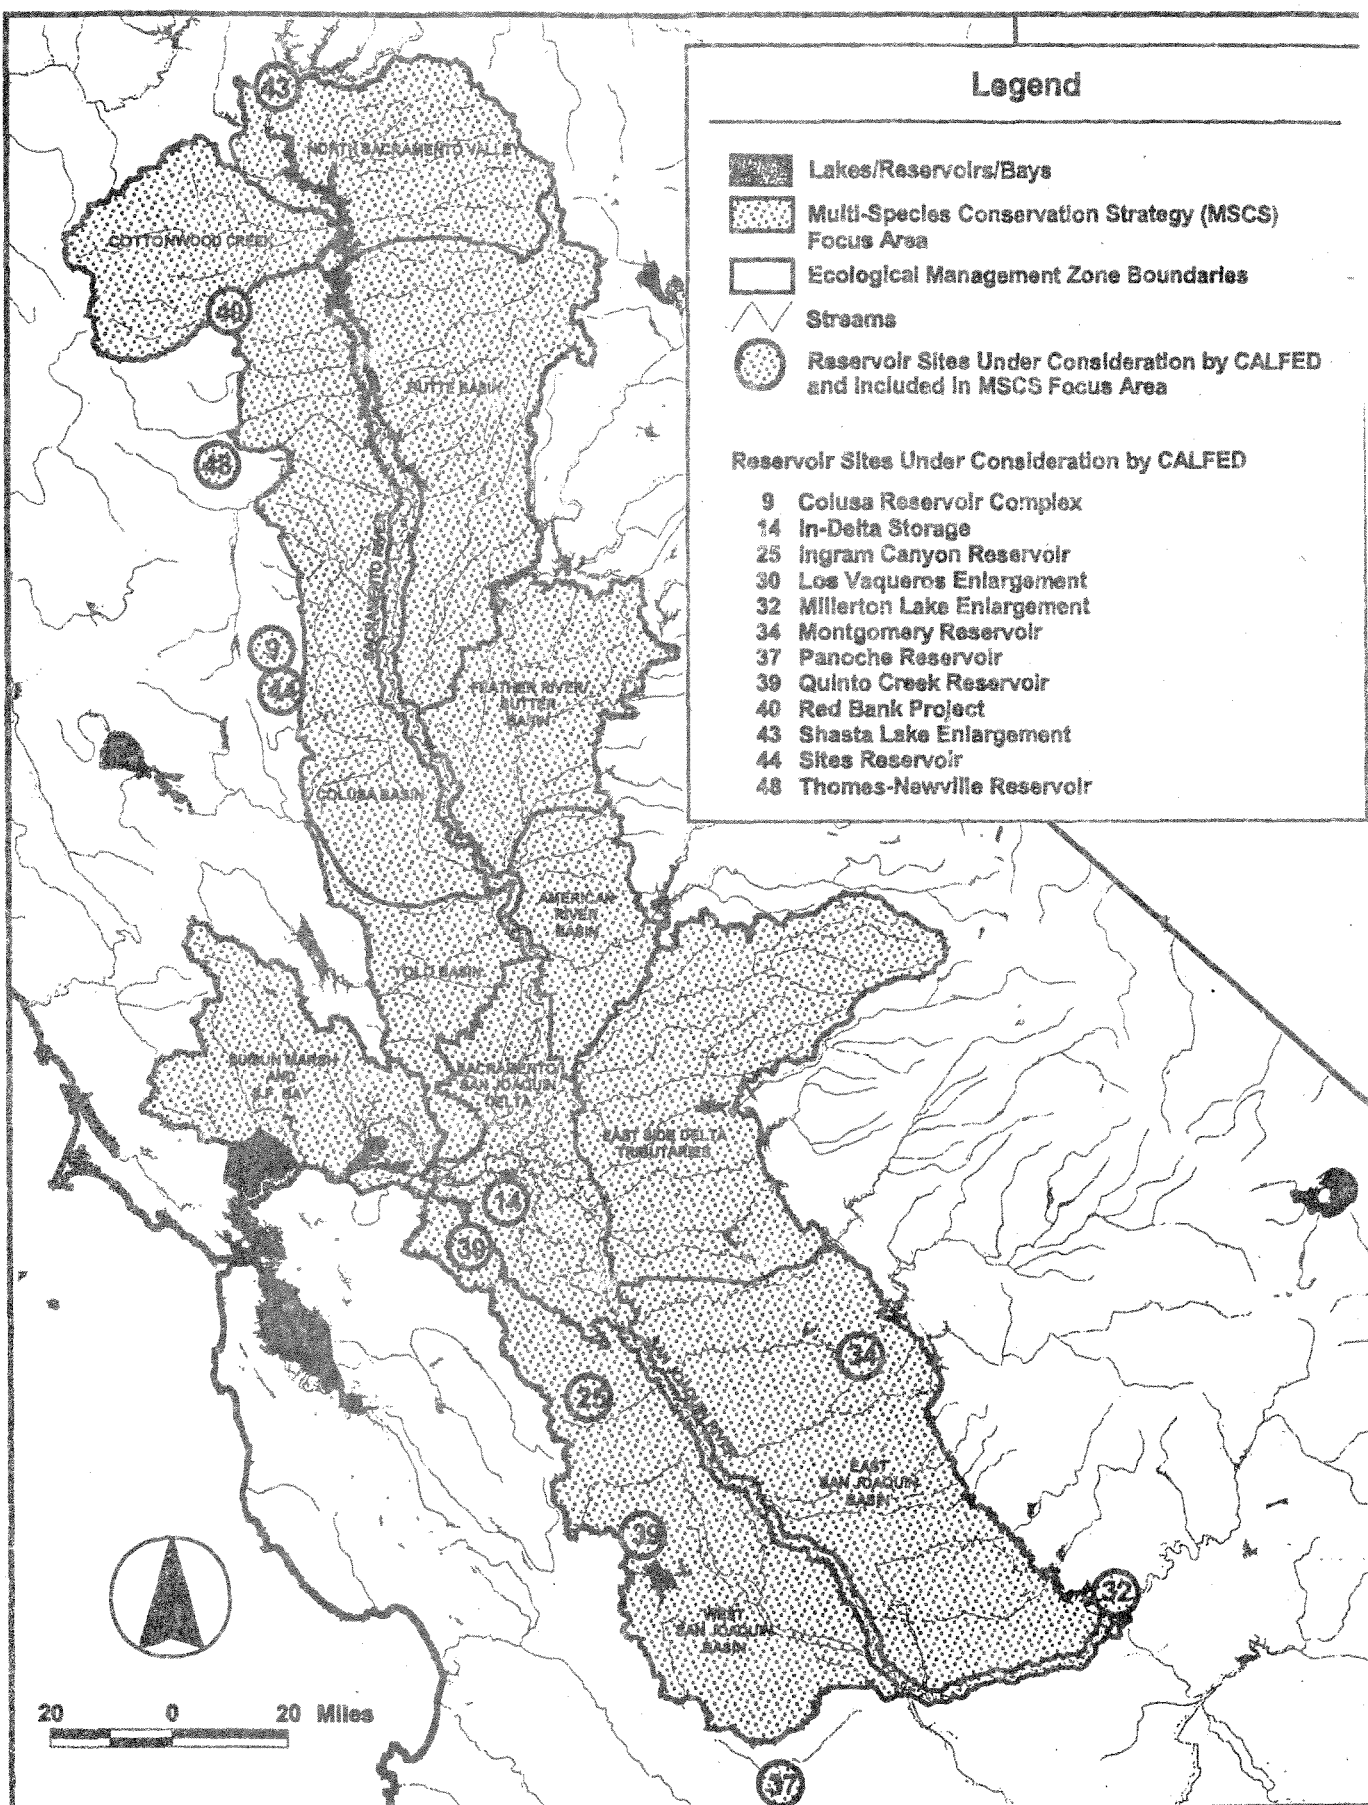 Legend
Lakes/Reservoirs/Bays
Multi-Species Conservation Strategy (MSCS)
Focus Area
Ecological Management Zone Boundaries
Streams
Reservoir Sites Under Consideration by CALFED
and Included in MSCS Focus Area
Reservoir Sites Under Consideration by CALFED
9 Colusa Reservoir Complex
14 In-Delta Storage
25 Ingram Canyon Reservoir
30 Los Vaqueros Enlargement
32 Millerton Lake Enlargement
34 Montgomery Reservoir
37 Panoche Reservoir
39 Quinto Creek Reservoir
40 Red Bank Project
43 Shasta Lake Enlargement
44 Sites Reservoir
48 Thomes-Newville Reservoir
43
NORTH SACRAMENTO VALLEY
COTTONWOOD CREEK
40
BUTTE BASIN
48
SACRAMENTO RIVER
9
44
FEATHER RIVER/
SUTTER
BASIN
COLUSA BASIN
AMERICAN
RIVER
BASIN
YOLO BASIN
SUISUN MARSH
AND
S.F. BAY
SACRAMENTO/
SAN JOAQUIN
DELTA
EAST SIDE DELTA
TRIBUTARIES
14
30
34
SAN JOAQUIN RIVER
25
EAST
SAN JOAQUIN
BASIN
39
32
WEST
SAN JOAQUIN
BASIN
20 0 20 Miles
37